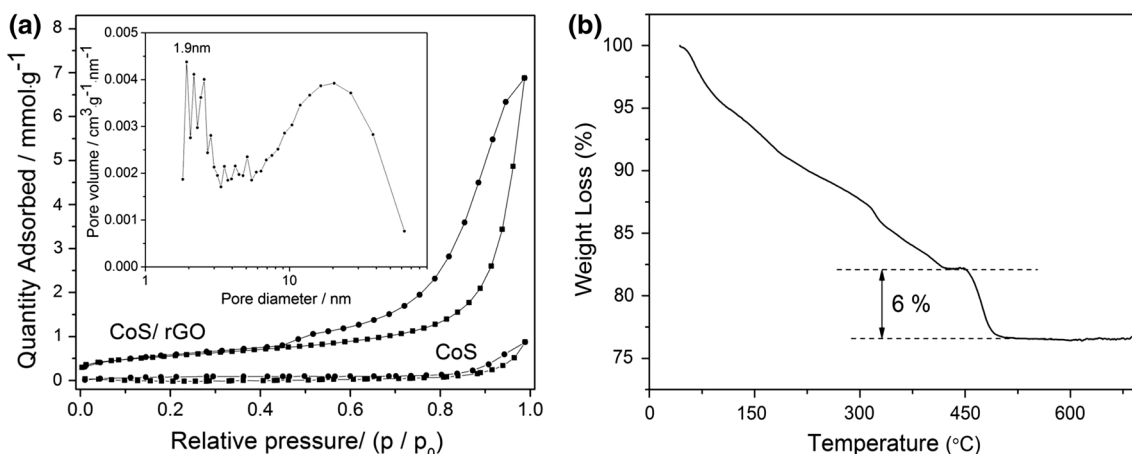 (a)
8
7
6
5
4
3
2
1
0
Quantity Adsorbed / mmol·g⁻¹
0.0 0.2 0.4 0.6 0.8 1.0
Relative pressure/ (p / p₀)
CoS/ rGO
CoS
0.005
0.004
0.003
0.002
0.001
0.000
Pore volume / cm³·g⁻¹·nm⁻¹
1.9nm
1 10
Pore diameter / nm
(b)
100
95
90
85
80
75
Weight Loss (%)
6 %
0 150 300 450 600
Temperature (°C)